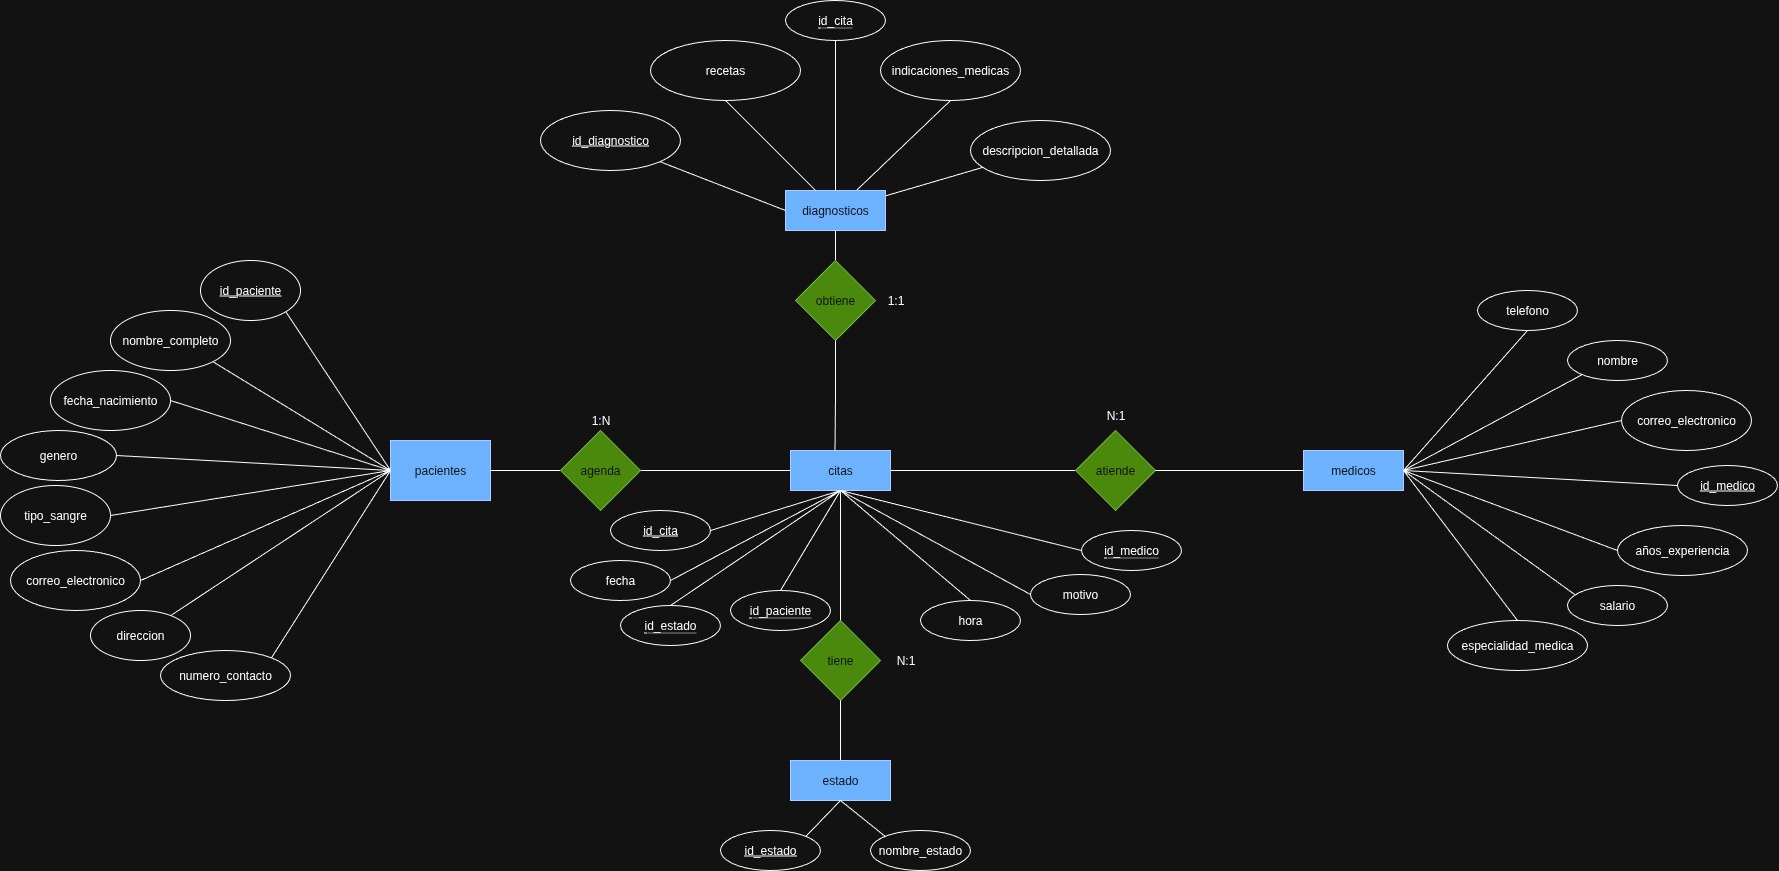 id_cita
recetas
indicaciones_medicas
id_diagnostico
descripcion_detallada
diagnosticos
obtiene
1:1
id_paciente
nombre_completo
fecha_nacimiento
genero
tipo_sangre
correo_electronico
direccion
numero_contacto
pacientes
1:N
agenda
citas
N:1
atiende
medicos
telefono
nombre
correo_electronico
id_medico
años_experiencia
salario
especialidad_medica
id_cita
fecha
id_estado
id_paciente
hora
motivo
id_medico
tiene
N:1
estado
id_estado
nombre_estado